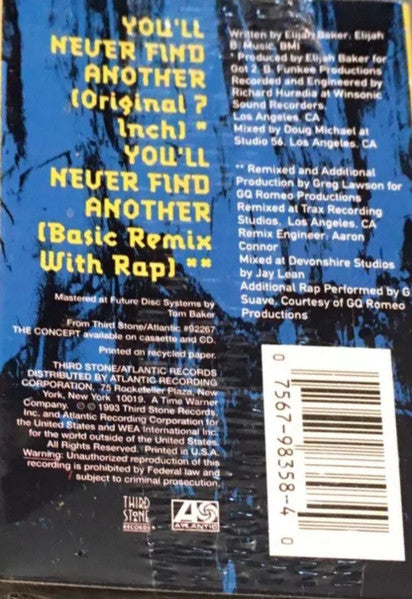 YOU'LL
NEVER FIND
ANOTHER
(Original 7
Inch) *
YOU'LL
NEVER FIND
ANOTHER
(Basic Remix
With Rap) **
Written by Elijah Baker. Elijah
B. Music, BMI
* Produced by Elijah Baker for
Got 2. B. Funkee Productions
Recorded and Engineered by
Richard Huredia at Winsonic
Sound Recorders,
Los Angeles, CA
Mixed by Doug Michael at
Studio 56, Los Angeles, CA
** Remixed and Additional
Production by Greg Lawson for
GQ Romeo Productions
Remixed at Trax Recording
Studios, Los Angeles, CA
Remix Engineer: Aaron
Connor
Mixed at Devonshire Studios
by Jay Lean
Additional Rap Performed by G
Suave, Courtesy of GQ Romeo
Productions
Mastered at Future Disc Systems by
Tom Baker
From Third Stone/Atlantic #92267
THE CONCEPT available on cassette and CD.
Printed on recycled paper.
THIRD STONE/ATLANTIC RECORDS
DISTRIBUTED BY ATLANTIC RECORDING
CORPORATION, 75 Rockefeller Plaza, New
York, New York 10019. A Time Warner
Company. ℗ © 1993 Third Stone Records,
Inc. and Atlantic Recording Corporation for
the United States and WEA International Inc.
for the world outside of the United States.
All Rights Reserved. Printed in U.S.A.
Warning: Unauthorized reproduction of this
recording is prohibited by Federal law and
subject to criminal prosecution.
THIRD
STONE
RECORDS
ATLANTIC
0 7567-98358-4 0